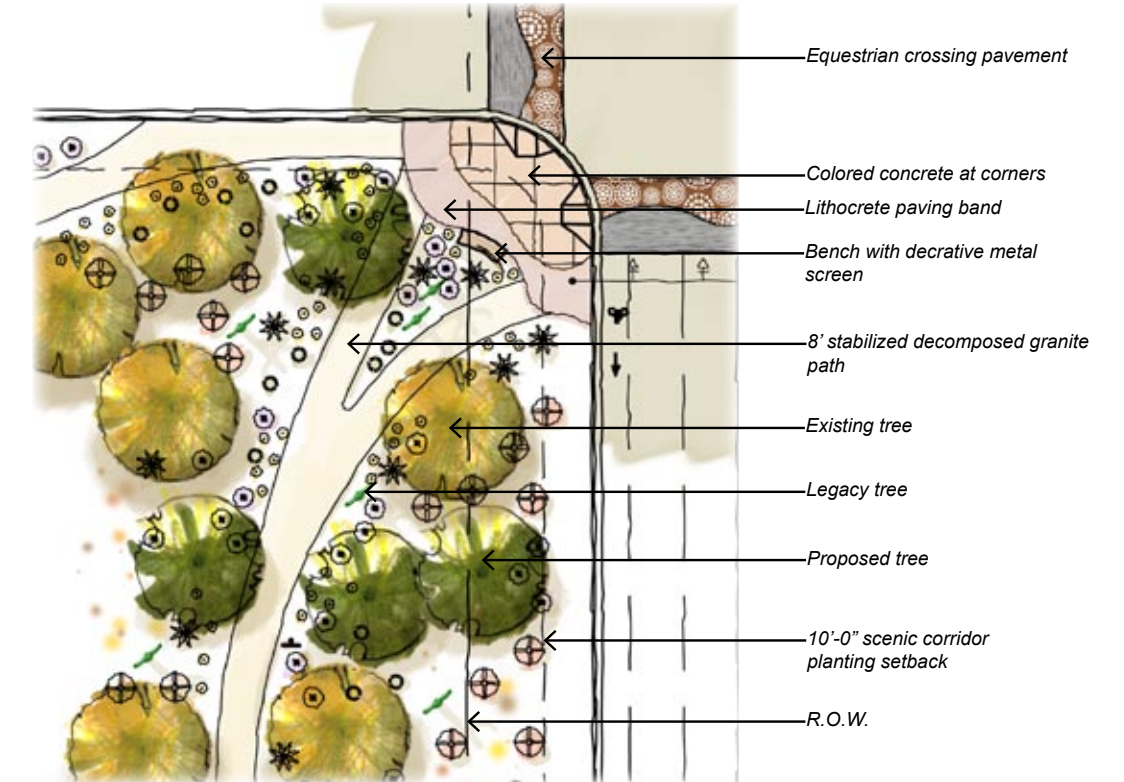 Equestrian crossing pavement
Colored concrete at corners
Lithocrete paving band
Bench with decrative metal
screen
8’ stabilized decomposed granite
path
Existing tree
Legacy tree
Proposed tree
10’-0” scenic corridor
planting setback
R.O.W.